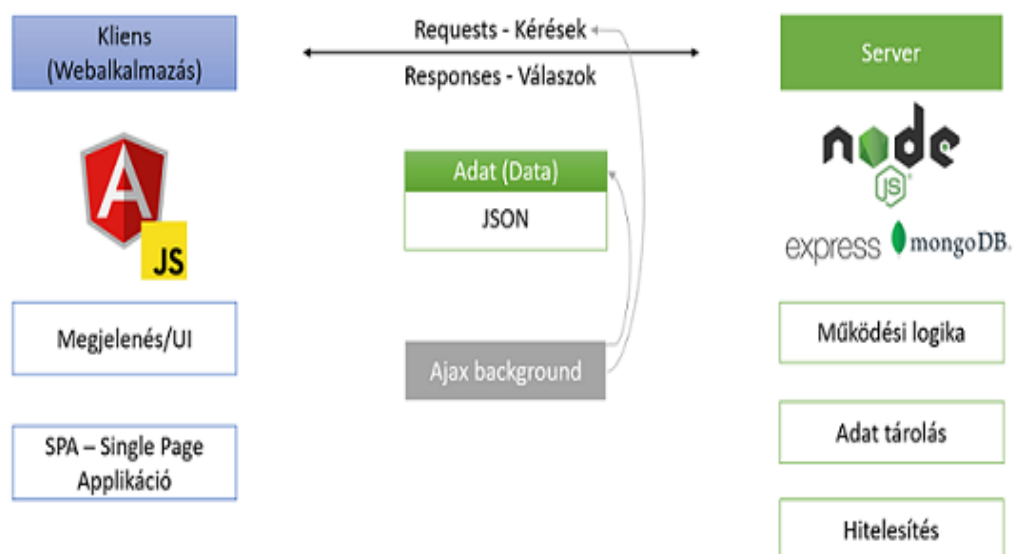 Kliens
(Webalkalmazás)
Requests - Kérések
Responses - Válaszok
Server
A
JS
Adat (Data)
JSON
node
JS
express
mongoDB.
Megjelenés/UI
Ajax background
Működési logika
SPA – Single Page
Applikáció
Adat tárolás
Hitelesítés